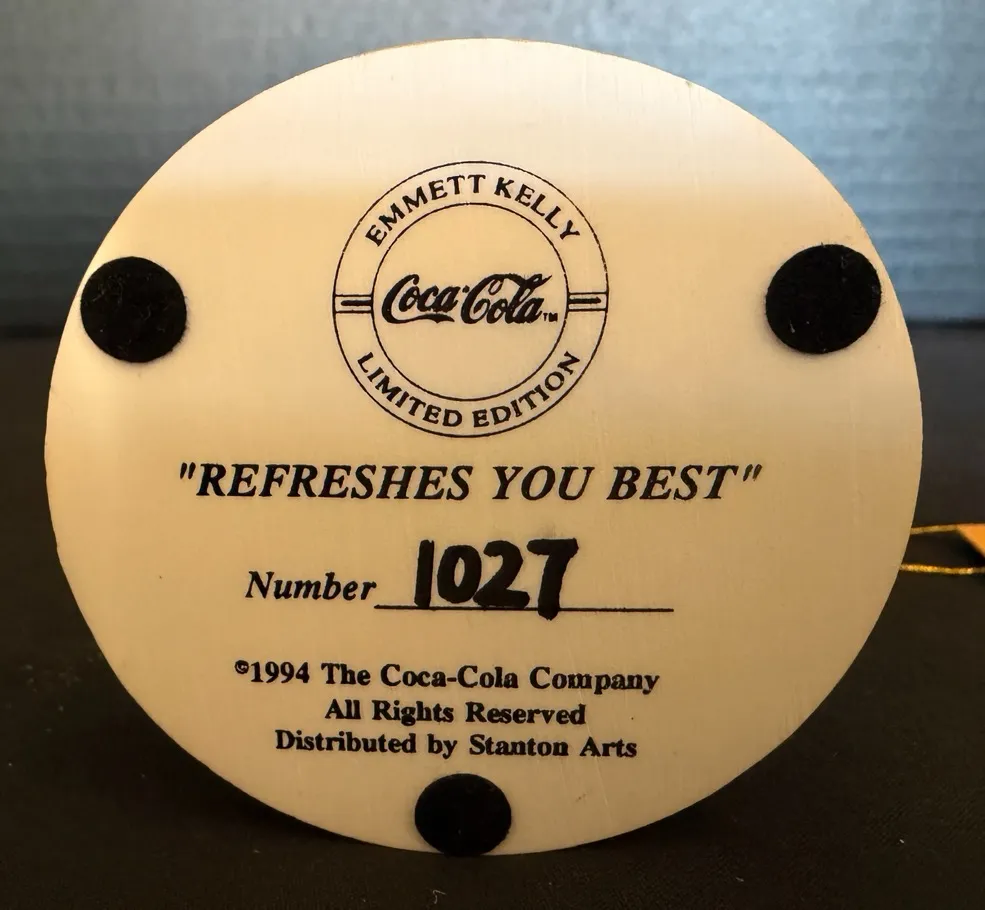 EMMETT KELLY
Coca-Cola™
LIMITED EDITION
"REFRESHES YOU BEST"
Number 1027
©1994 The Coca-Cola Company
All Rights Reserved
Distributed by Stanton Arts